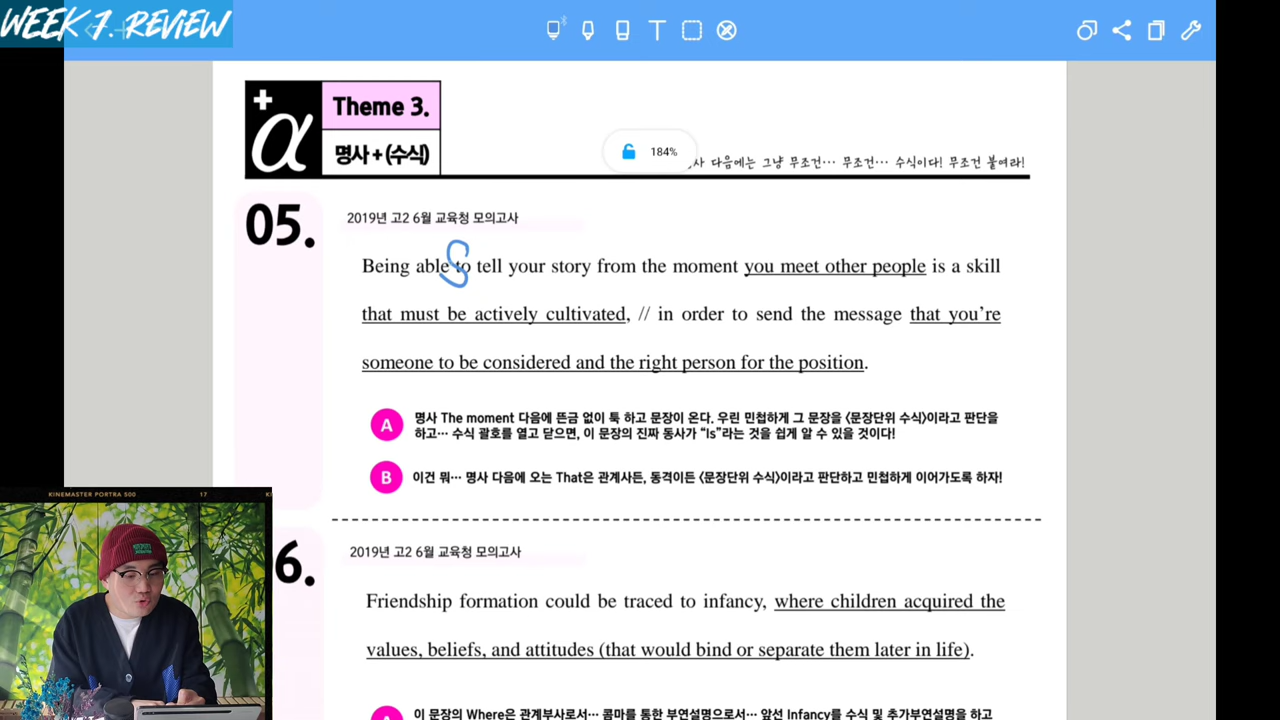 WEEK 7. REVIEW
T
+
α
Theme 3.
명사 + (수식)
184%
다음에는 그냥 무조건… 무조건… 수식이다! 무조건 붙여라!
05.
2019년 고2 6월 교육청 모의고사
S
Being able to tell your story from the moment you meet other people is a skill
that must be actively cultivated, // in order to send the message that you're
someone to be considered and the right person for the position.
A 명사 The moment 다음에 뜬금 없이 툭 하고 문장이 온다. 우린 민첩하게 그 문장을 <문장단위 수식>이라고 판단을
하고… 수식 괄호를 열고 닫으면, 이 문장의 진짜 동사가 “Is”라는 것을 쉽게 알 수 있을 것이다!
B 이건 뭐… 명사 다음에 오는 That은 관계사든, 동격이든 <문장단위 수식>이라고 판단하고 민첩하게 이어가도록 하자!
KINEMASTER PORTRA 500 17
6.
2019년 고2 6월 교육청 모의고사
Friendship formation could be traced to infancy, where children acquired the
values, beliefs, and attitudes (that would bind or separate them later in life).
이 문장의 Where은 관계부사로서… 콤마를 통한 부연설명으로서… 앞선 Infancy를 수식 및 추가부연설명을 하고